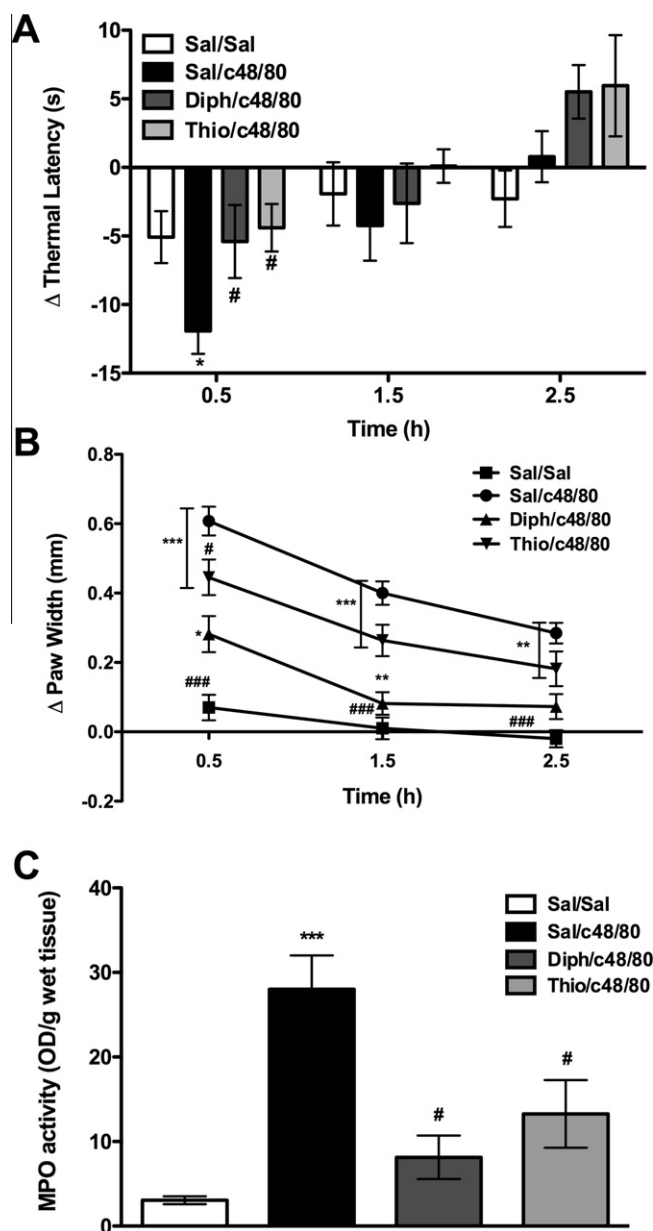 A
Sal/Sal
Sal/c48/80
Diph/c48/80
Thio/c48/80
Δ Thermal Latency (s)
10
5
0
-5
-10
-15
#
#
*
0.5
1.5
2.5
Time (h)
B
Sal/Sal
Sal/c48/80
Diph/c48/80
Thio/c48/80
Δ Paw Width (mm)
0.8
0.6
0.4
0.2
0.0
-0.2
***
#
*
###
***
**
###
**
###
0.5
1.5
2.5
Time (h)
C
Sal/Sal
Sal/c48/80
Diph/c48/80
Thio/c48/80
MPO activity (OD/g wet tissue)
40
30
20
10
0
***
#
#